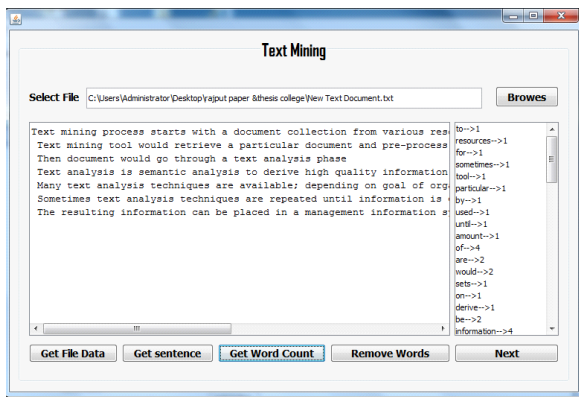 Text Mining
Select File C:\Users\Administrator\Desktop\rajput paper &thesis college\New Text Document.txt Browes
Text mining process starts with a document collection from various
Text mining tool would retrieve a particular document and pre-process
Then document would go through a text analysis phase
Text analysis is semantic analysis to derive high quality information
Many text analysis techniques are available; depending on goal of
Sometimes text analysis techniques are repeated until information is
The resulting information can be placed in a management information
to-->1
resources-->1
for-->1
sometimes-->1
tool-->1
particular-->1
by-->1
used-->1
until-->1
amount-->1
of-->4
are-->2
would-->2
sets-->1
on-->1
derive-->1
be-->2
information-->4
Get File Data Get sentence Get Word Count Remove Words Next